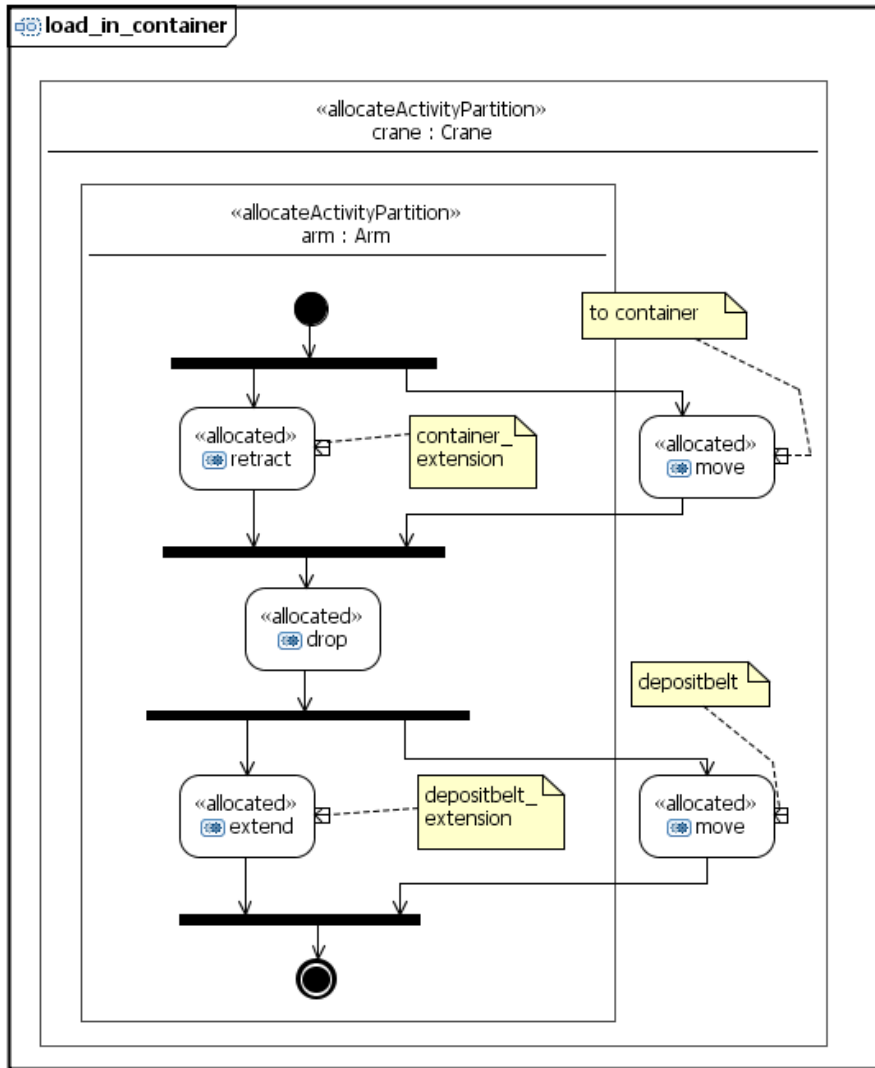 load_in_container
«allocateActivityPartition»
crane : Crane
«allocateActivityPartition»
arm : Arm
to container
«allocated»
retract
container_
extension
«allocated»
move
«allocated»
drop
depositbelt
«allocated»
extend
depositbelt_
extension
«allocated»
move